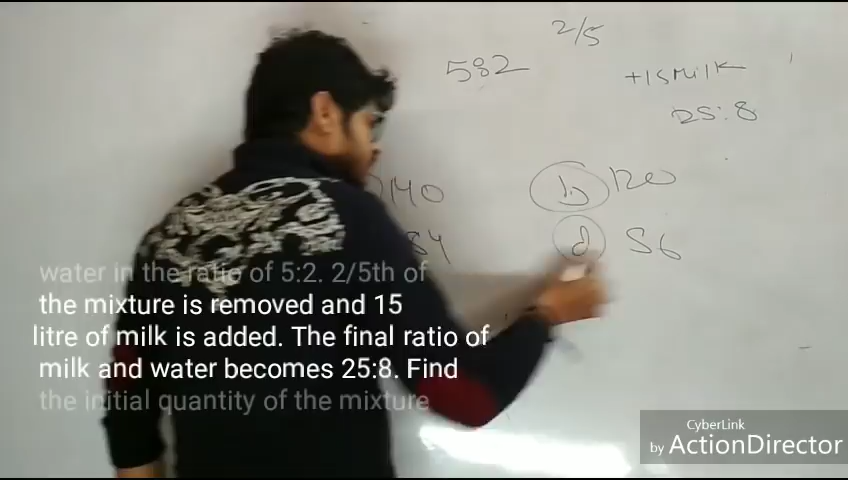 2/5
582
+15 Milk
25:8
140
b 120
84
d 56
water in the ratio of 5:2. 2/5th of
the mixture is removed and 15
litre of milk is added. The final ratio of
milk and water becomes 25:8. Find
the initial quantity of the mixture
CyberLink
by ActionDirector